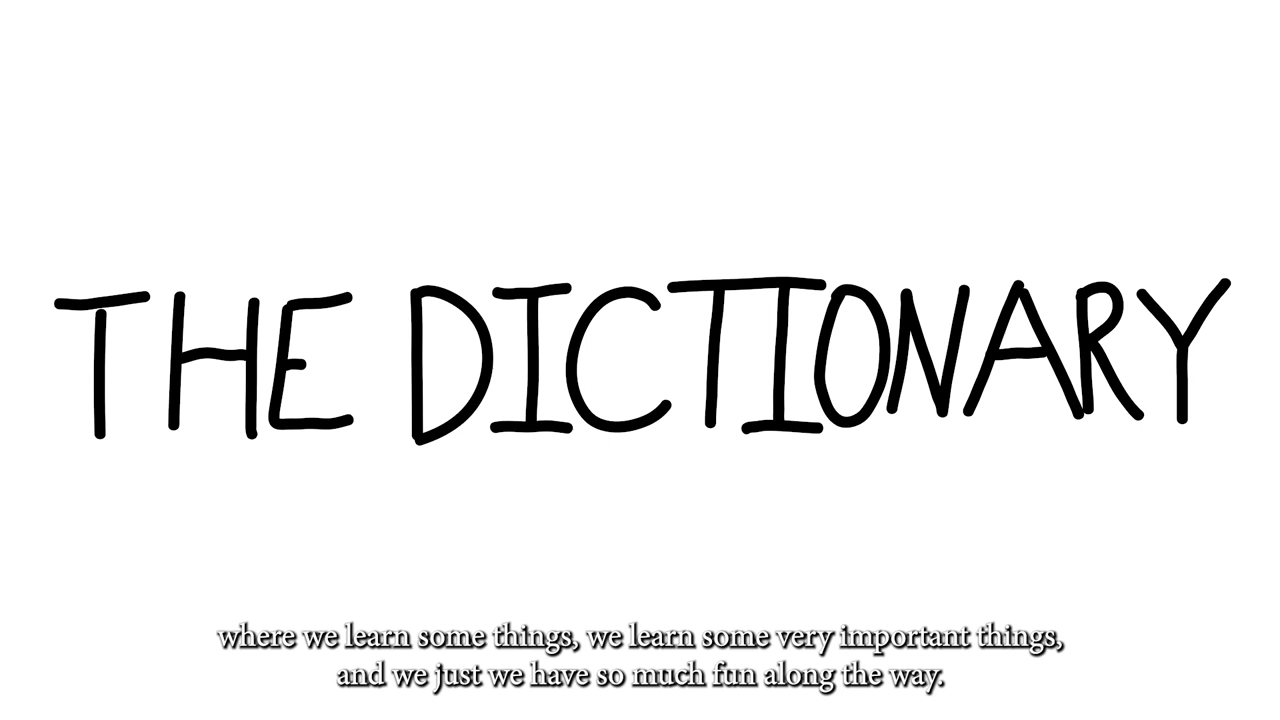 THE DICTIONARY
where we learn some things, we learn some very important things,
and we just we have so much fun along the way.